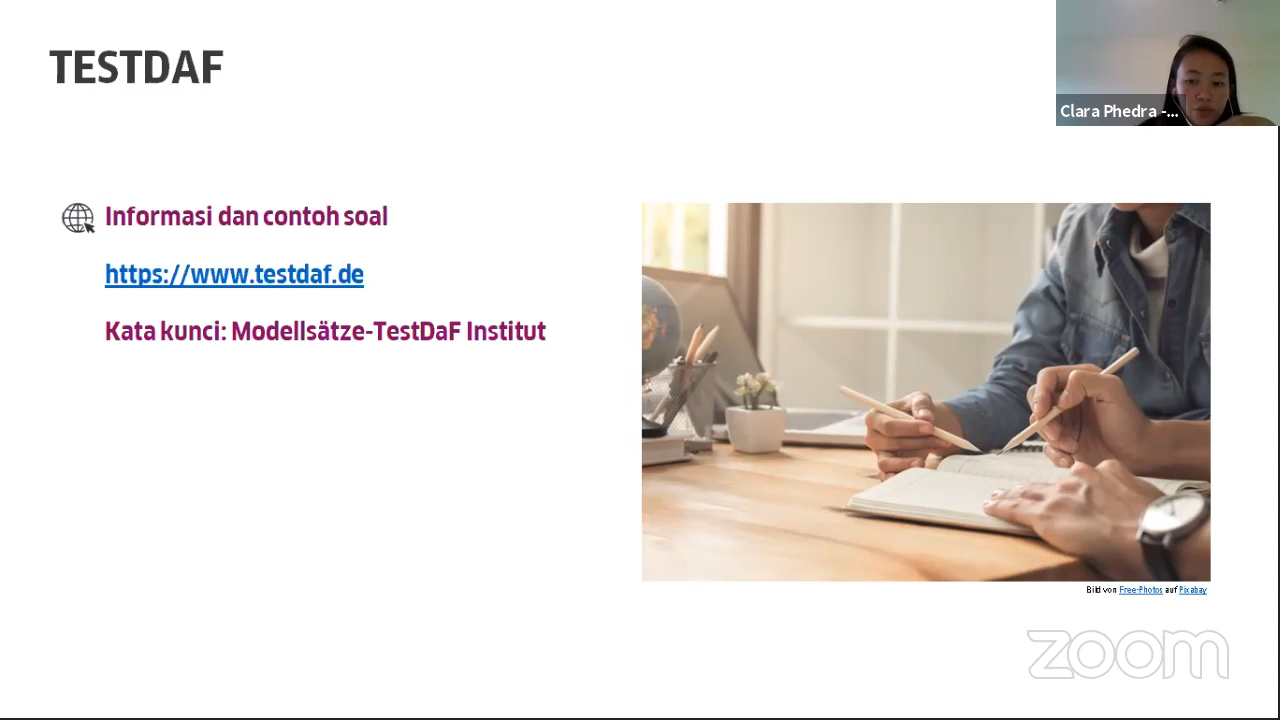 TESTDAF
Clara Phedra -...
Informasi dan contoh soal
https://www.testdaf.de
Kata kunci: Modellsätze-TestDaF Institut
Bild von Free-Photos auf Pixabay
zoom